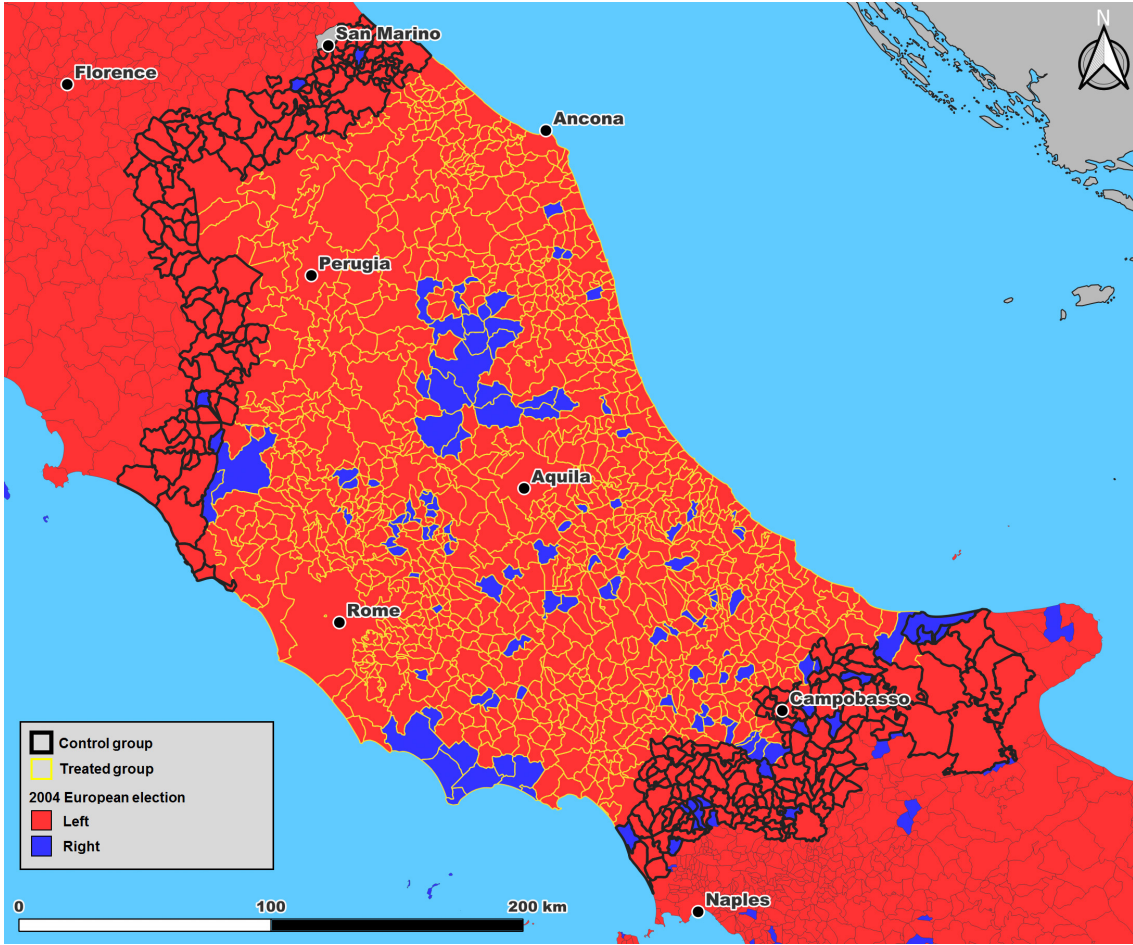 San Marino
N
Florence
Ancona
Perugia
Aquila
Rome
Campobasso
Control group
Treated group
2004 European election
Left
Right
Naples
0 100 200 km